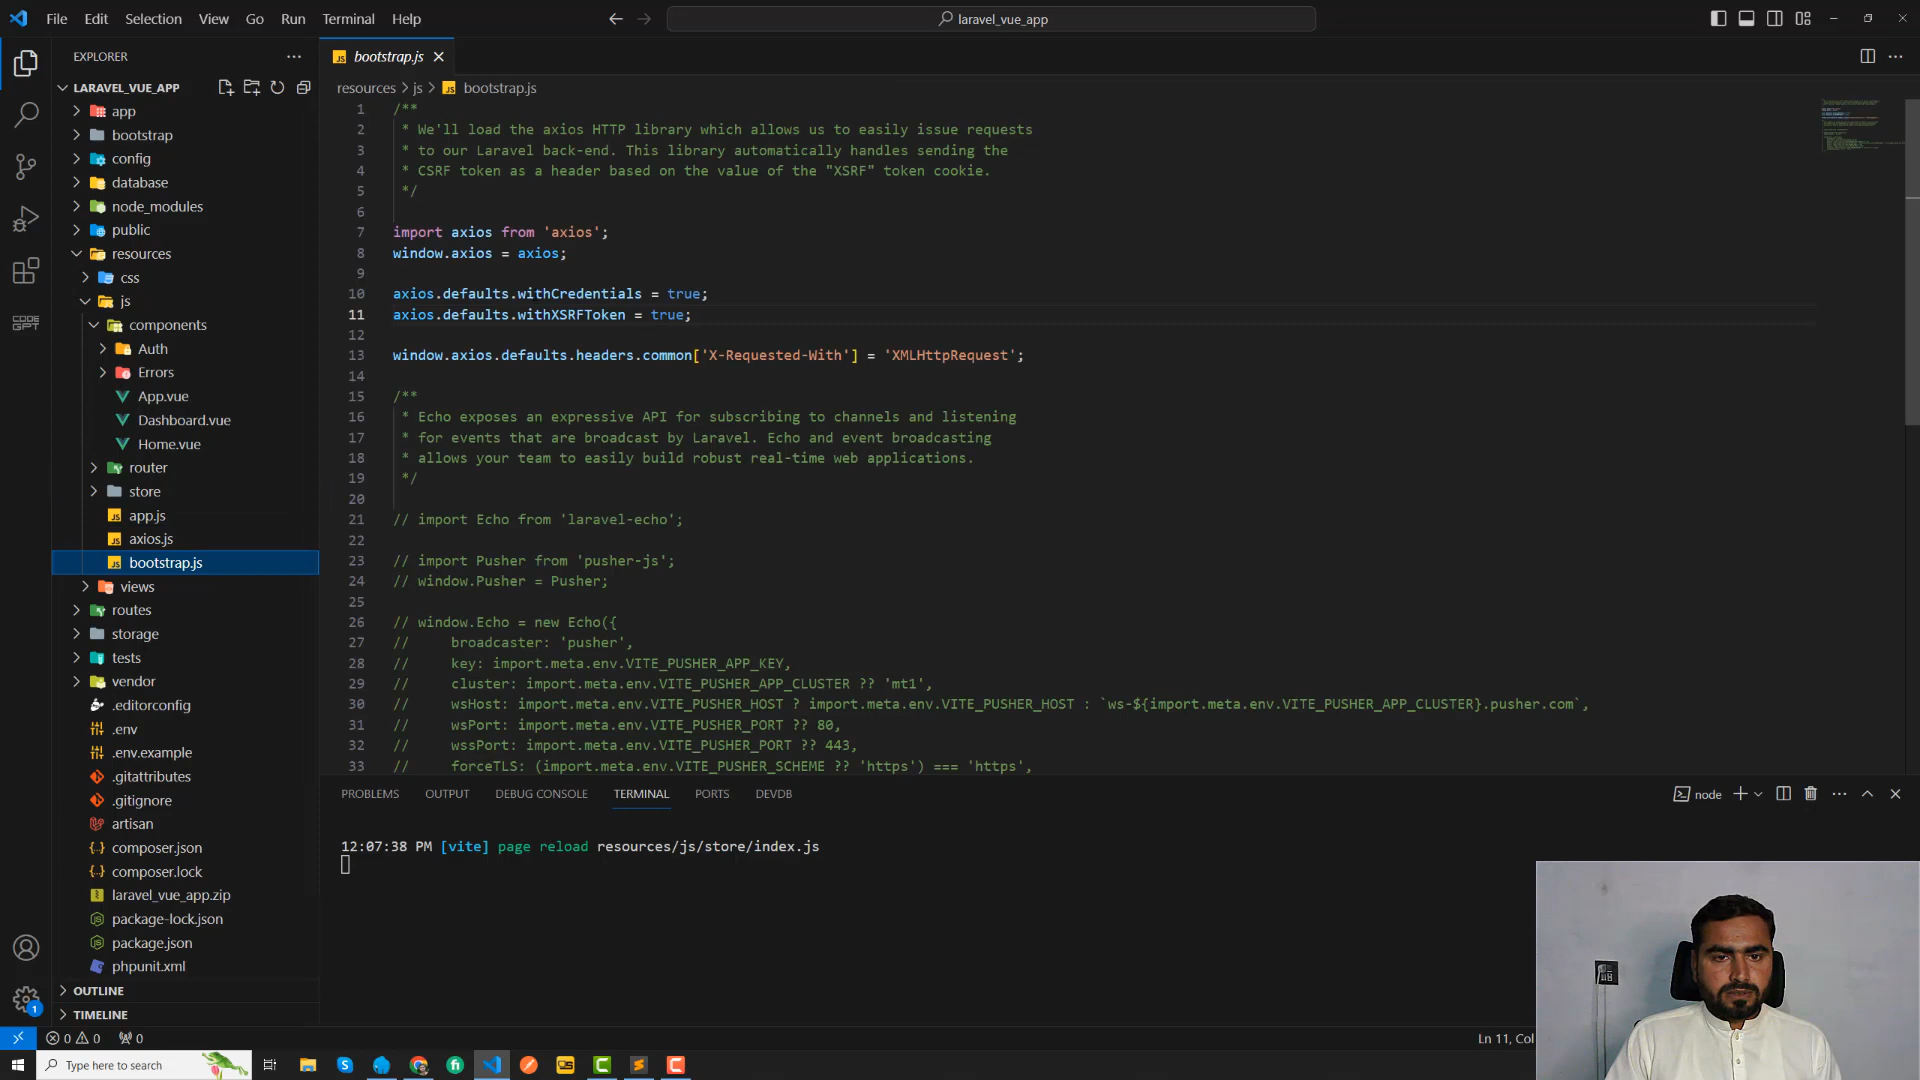 File Edit Selection View Go Run Terminal Help
laravel_vue_app
EXPLORER
LARAVEL_VUE_APP
app
bootstrap
config
database
node_modules
public
resources
css
js
components
Auth
Errors
App.vue
Dashboard.vue
Home.vue
router
store
app.js
axios.js
bootstrap.js
views
routes
storage
tests
vendor
.editorconfig
.env
.env.example
.gitattributes
.gitignore
artisan
composer.json
composer.lock
laravel_vue_app.zip
package-lock.json
package.json
phpunit.xml
OUTLINE
TIMELINE
bootstrap.js
resources > js > bootstrap.js
1 /**
2 * We'll load the axios HTTP library which allows us to easily issue requests
3 * to our Laravel back-end. This library automatically handles sending the
4 * CSRF token as a header based on the value of the "XSRF" token cookie.
5 */
6
7 import axios from 'axios';
8 window.axios = axios;
9
10 axios.defaults.withCredentials = true;
11 axios.defaults.withXSRFToken = true;
12
13 window.axios.defaults.headers.common['X-Requested-With'] = 'XMLHttpRequest';
14
15 /**
16 * Echo exposes an expressive API for subscribing to channels and listening
17 * for events that are broadcast by Laravel. Echo and event broadcasting
18 * allows your team to easily build robust real-time web applications.
19 */
20
21 // import Echo from 'laravel-echo';
22
23 // import Pusher from 'pusher-js';
24 // window.Pusher = Pusher;
25
26 // window.Echo = new Echo({
27 //     broadcaster: 'pusher',
28 //     key: import.meta.env.VITE_PUSHER_APP_KEY,
29 //     cluster: import.meta.env.VITE_PUSHER_APP_CLUSTER ?? 'mt1',
30 //     wsHost: import.meta.env.VITE_PUSHER_HOST ? import.meta.env.VITE_PUSHER_HOST : `ws-${import.meta.env.VITE_PUSHER_APP_CLUSTER}.pusher.com`,
31 //     wsPort: import.meta.env.VITE_PUSHER_PORT ?? 80,
32 //     wssPort: import.meta.env.VITE_PUSHER_PORT ?? 443,
33 //     forceTLS: (import.meta.env.VITE_PUSHER_SCHEME ?? 'https') === 'https',
PROBLEMS OUTPUT DEBUG CONSOLE TERMINAL PORTS DEVDB
node
12:07:38 PM [vite] page reload resources/js/store/index.js
CODE
GPT
1
0 0 0
Ln 11, Col
Type here to search